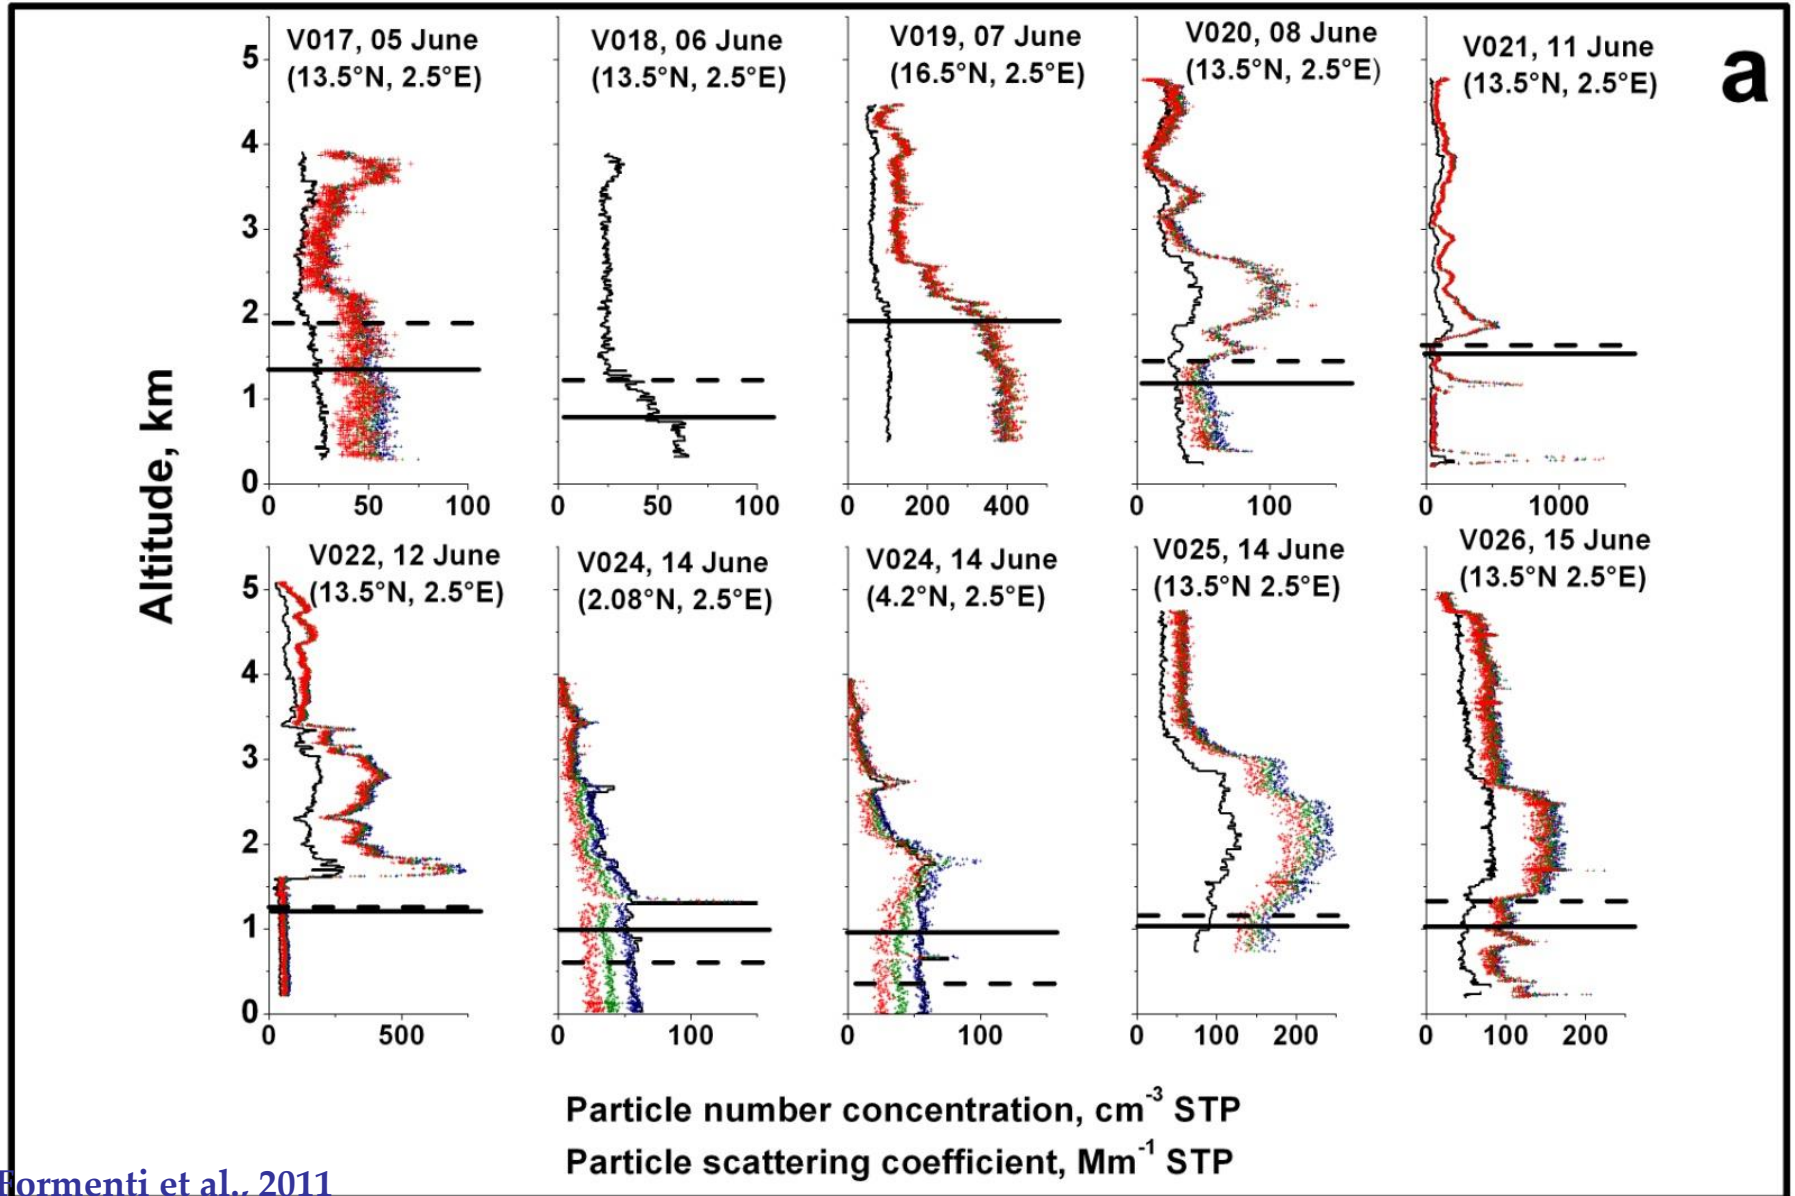 a
V017, 05 June
(13.5°N, 2.5°E)
V018, 06 June
(13.5°N, 2.5°E)
V019, 07 June
(16.5°N, 2.5°E)
V020, 08 June
(13.5°N, 2.5°E)
V021, 11 June
(13.5°N, 2.5°E)
5
4
3
2
1
0
0 50 100
0 50 100
0 200 400
0 100
0 1000
Altitude, km
V022, 12 June
(13.5°N, 2.5°E)
V024, 14 June
(2.08°N, 2.5°E)
V024, 14 June
(4.2°N, 2.5°E)
V025, 14 June
(13.5°N 2.5°E)
V026, 15 June
(13.5°N 2.5°E)
5
4
3
2
1
0
0 500
0 100
0 100
0 100 200
0 100 200
Particle number concentration, cm⁻³ STP
Particle scattering coefficient, Mm⁻¹ STP
Formenti et al., 2011